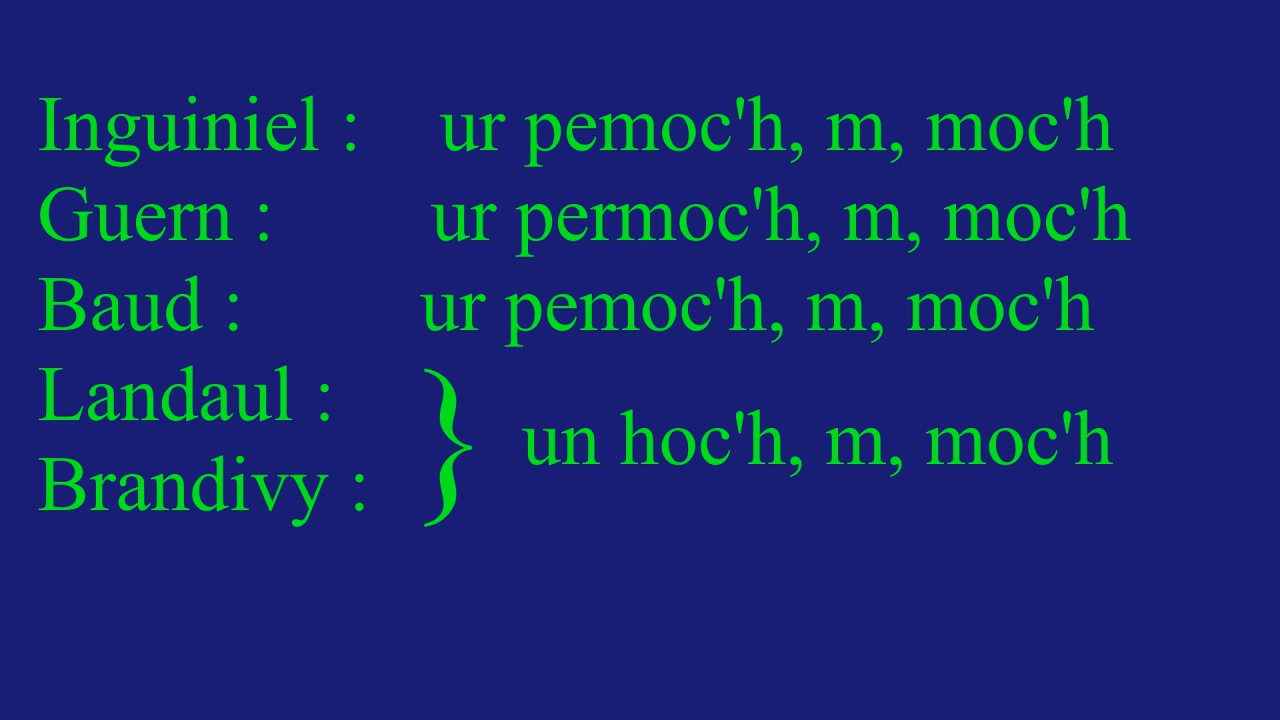 Inguiniel : ur pemoc'h, m, moc'h
Guern : ur permoc'h, m, moc'h
Baud : ur pemoc'h, m, moc'h
Landaul :
Brandivy :
} un hoc'h, m, moc'h